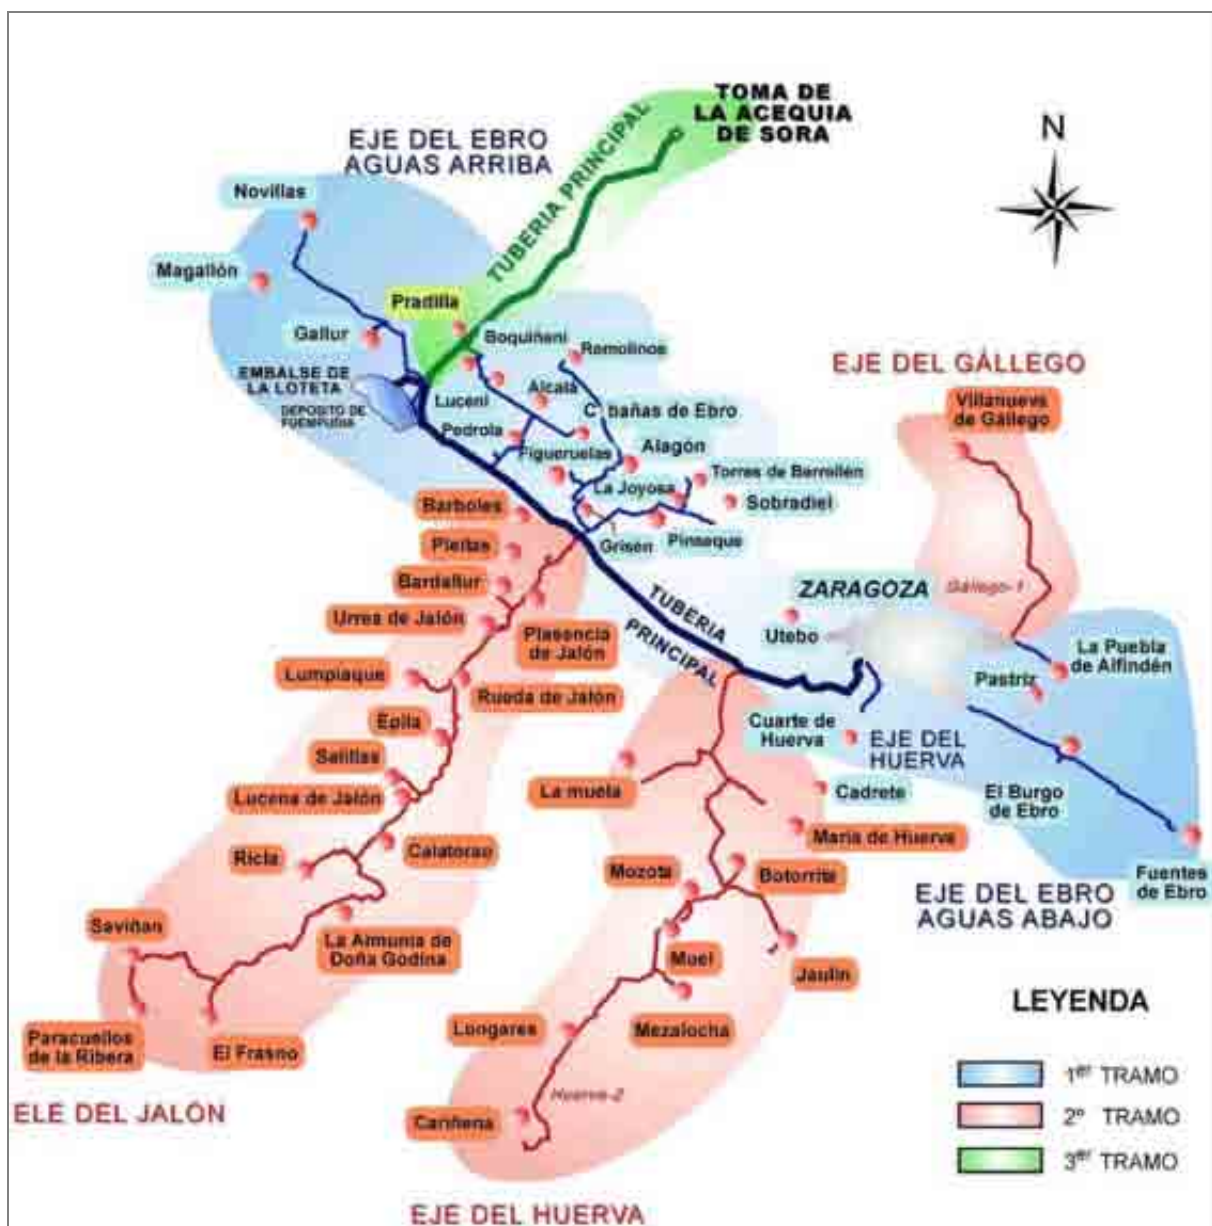 TOMA DE
LA ACEQUIA
DE SORA
TUBERIA PRINCIPAL
N
EJE DEL EBRO
AGUAS ARRIBA
Novillas
Magallón
Pradilla
Gallur
Boquiñeni
Remolinos
EJE DEL GÁLLEGO
EMBALSE DE
LA LOTETA
Villanueva
de Gállego
Alcalá
Luceni
C bañas de Ebro
Pedrola
Figueruelas
Alagón
Torres de Berrellén
La Joyosa
Sobradiel
Barboles
Grisén
Pinseque
Pleitas
Bardallur
ZARAGOZA
Gállego-1
Urrea de Jalón
Plasencia
de Jalón
TUBERIA
PRINCIPAL
Utebo
La Puebla
de Alfindén
Pastriz
Lumpiaque
Rueda de Jalón
Epila
Cuarte de
Huerva
EJE DEL
HUERVA
Salillas
La muela
Cadrete
El Burgo
de Ebro
Lucena de Jalón
Maria de Huerva
Ricla
Calatorao
Mozota
Botorrita
Fuentes
de Ebro
EJE DEL EBRO
AGUAS ABAJO
Saviñan
La Almunia de
Doña Godina
Muel
Jaulin
LEYENDA
Paracuellos
de la Ribera
El Frasno
Longares
Mezalocha
1er TRAMO
Huerva-2
ELE DEL JALÓN
Cariñena
2º TRAMO
3er TRAMO
EJE DEL HUERVA